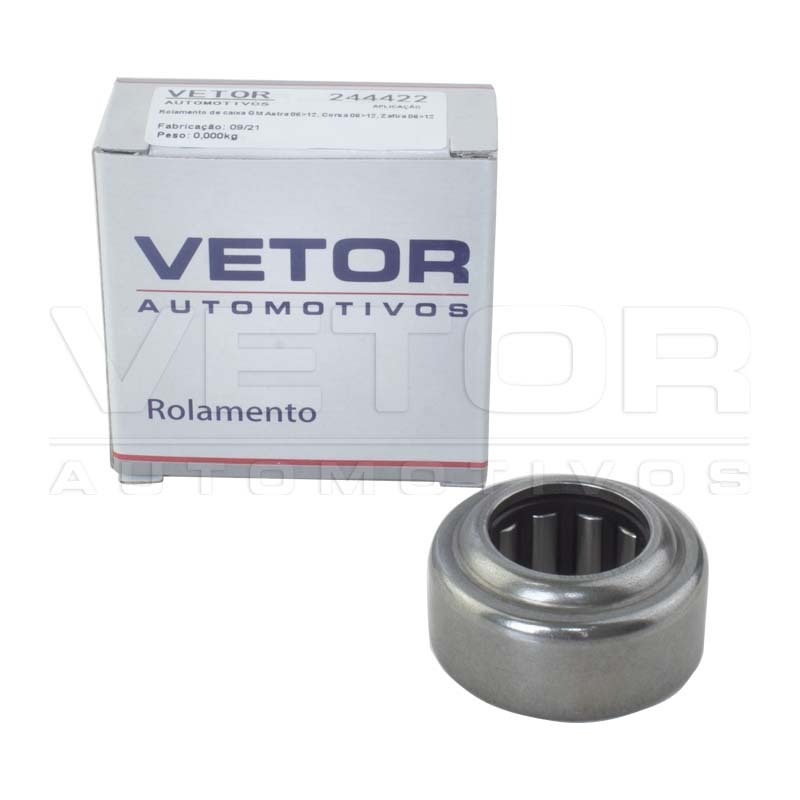 VETOR 244422
AUTOMOTIVOS APLICAÇÃO
Rolamento de caixa GM Astra 06>12, Corsa 06>12, Zafira 06>12
Fabricação: 09/21
Peso: 0,000kg
VETOR
AUTOMOTIVOS
Rolamento
VETOR
AUTOMOTIVOS